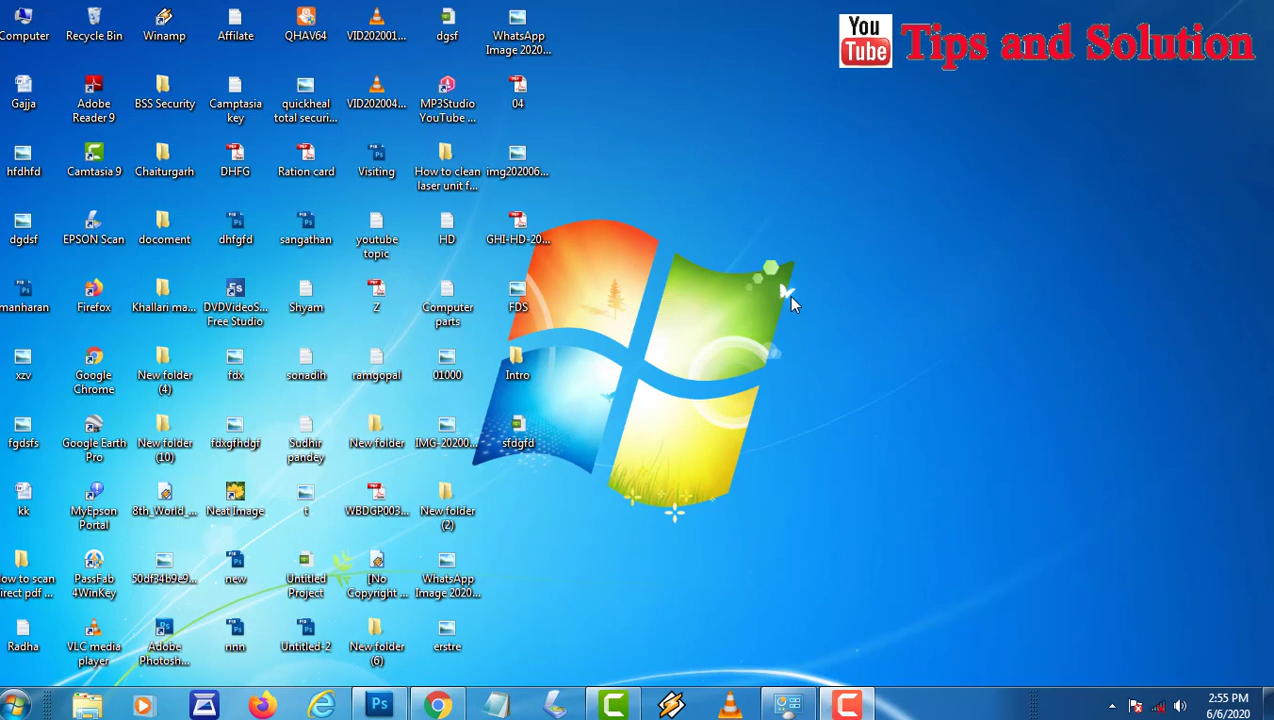 You
Tube
Tips and Solution
Computer
Recycle Bin
Winamp
Affilate
QHAV64
VID202001...
dgsf
WhatsApp
Image 2020...
Gajja
Adobe
Reader 9
BSS Security
Camptasia
key
quickheal
total securi...
VID202004...
MP3Studio
YouTube ...
04
hfdhfd
Camtasia 9
Chaiturgarh
DHFG
Ration card
Visiting
How to clean
laser unit f...
img202006...
dgdsf
EPSON Scan
docoment
dhfgfd
sangathan
youtube
topic
HD
GHI-HD-20...
manharan
Firefox
Khallari ma...
DVDVideoS...
Free Studio
Shyam
Z
Computer
parts
FDS
xzv
Google
Chrome
New folder
(4)
fdx
sonadih
ramgopal
01000
Intro
fgdsfs
Google Earth
Pro
New folder
(10)
fdxgfhdgf
Sudhir
pandey
New folder
IMG-20200...
sfdgfd
kk
MyEpson
Portal
8th_World_...
Neat Image
t
WBDGP003...
New folder
(2)
ow to scan
irect pdf ...
PassFab
4WinKey
50df34b9e9...
new
Untitled
Project
[No
Copyright ...
WhatsApp
Image 2020...
Radha
VLC media
player
Adobe
Photosh...
nnn
Untitled-2
New folder
(6)
erstre
Ps
2:55 PM
6/6/2020